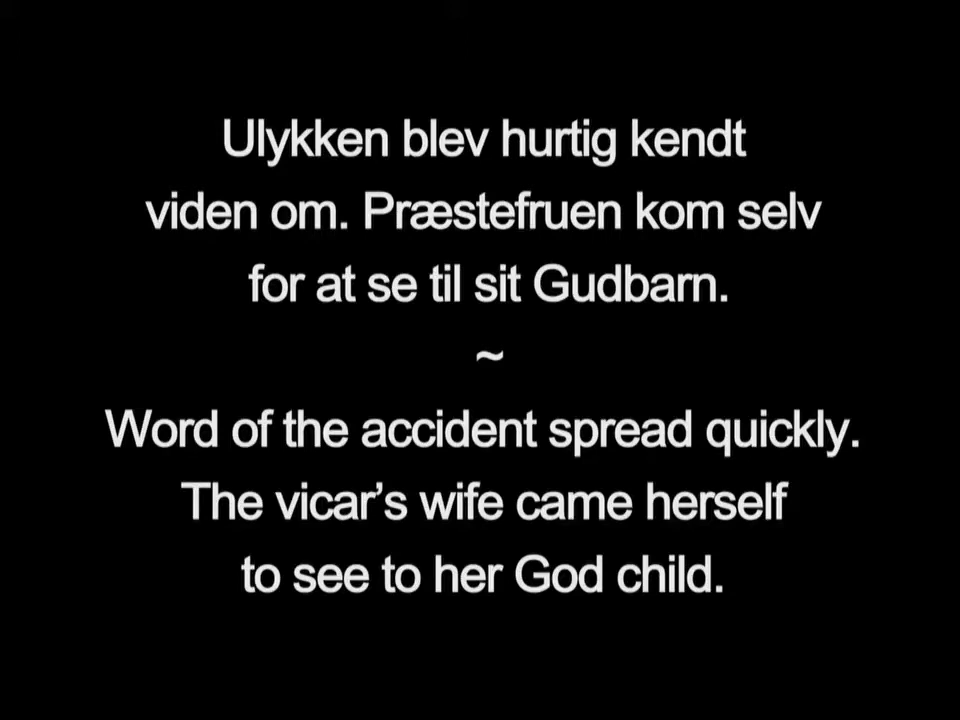 Ulykken blev hurtig kendt
viden om. Præstefruen kom selv
for at se til sit Gudbarn.
~
Word of the accident spread quickly.
The vicar’s wife came herself
to see to her God child.